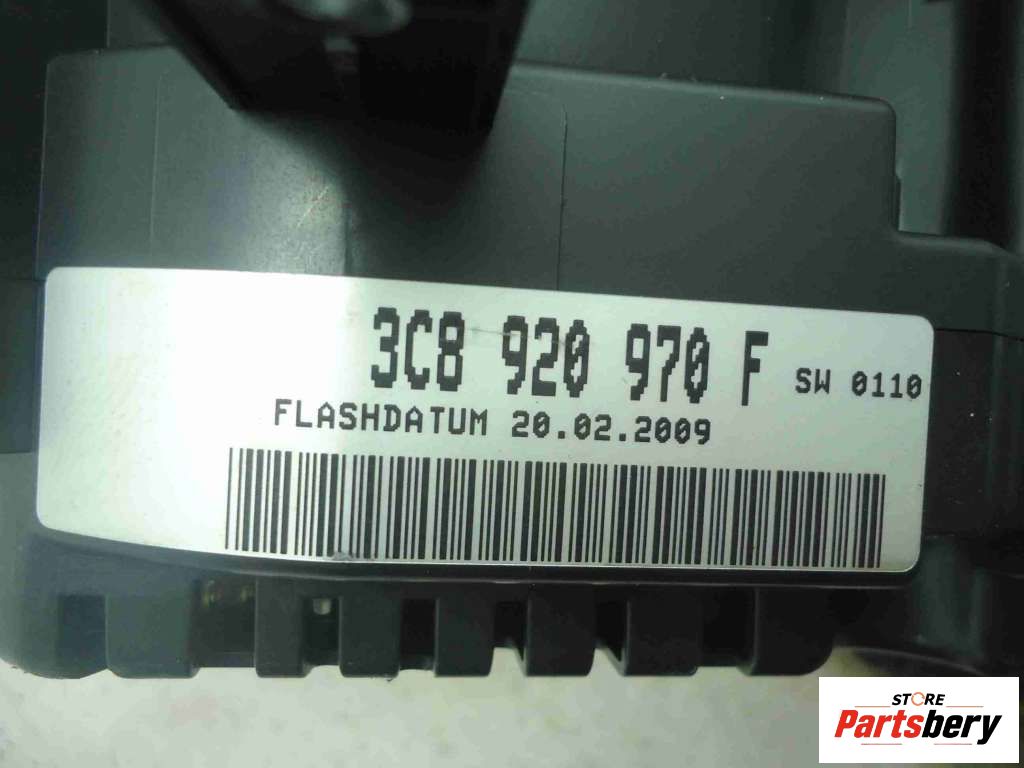 3C8 920 970 F SW 0110
FLASHDATUM 20.02.2009
STORE
Partsbery